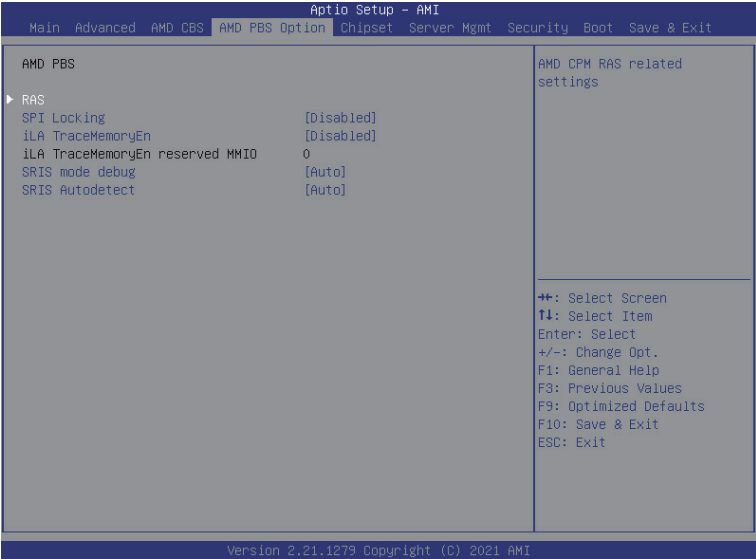 Aptio Setup – AMI
Main Advanced AMD CBS AMD PBS Option Chipset Server Mgmt Security Boot Save & Exit
AMD PBS
RAS
SPI Locking [Disabled]
iLA TraceMemoryEn [Disabled]
iLA TraceMemoryEn reserved MMIO 0
SRIS mode debug [Auto]
SRIS Autodetect [Auto]
AMD CPM RAS related
settings
→←: Select Screen
↑↓: Select Item
Enter: Select
+/-: Change Opt.
F1: General Help
F3: Previous Values
F9: Optimized Defaults
F10: Save & Exit
ESC: Exit
Version 2.21.1279 Copyright (C) 2021 AMI